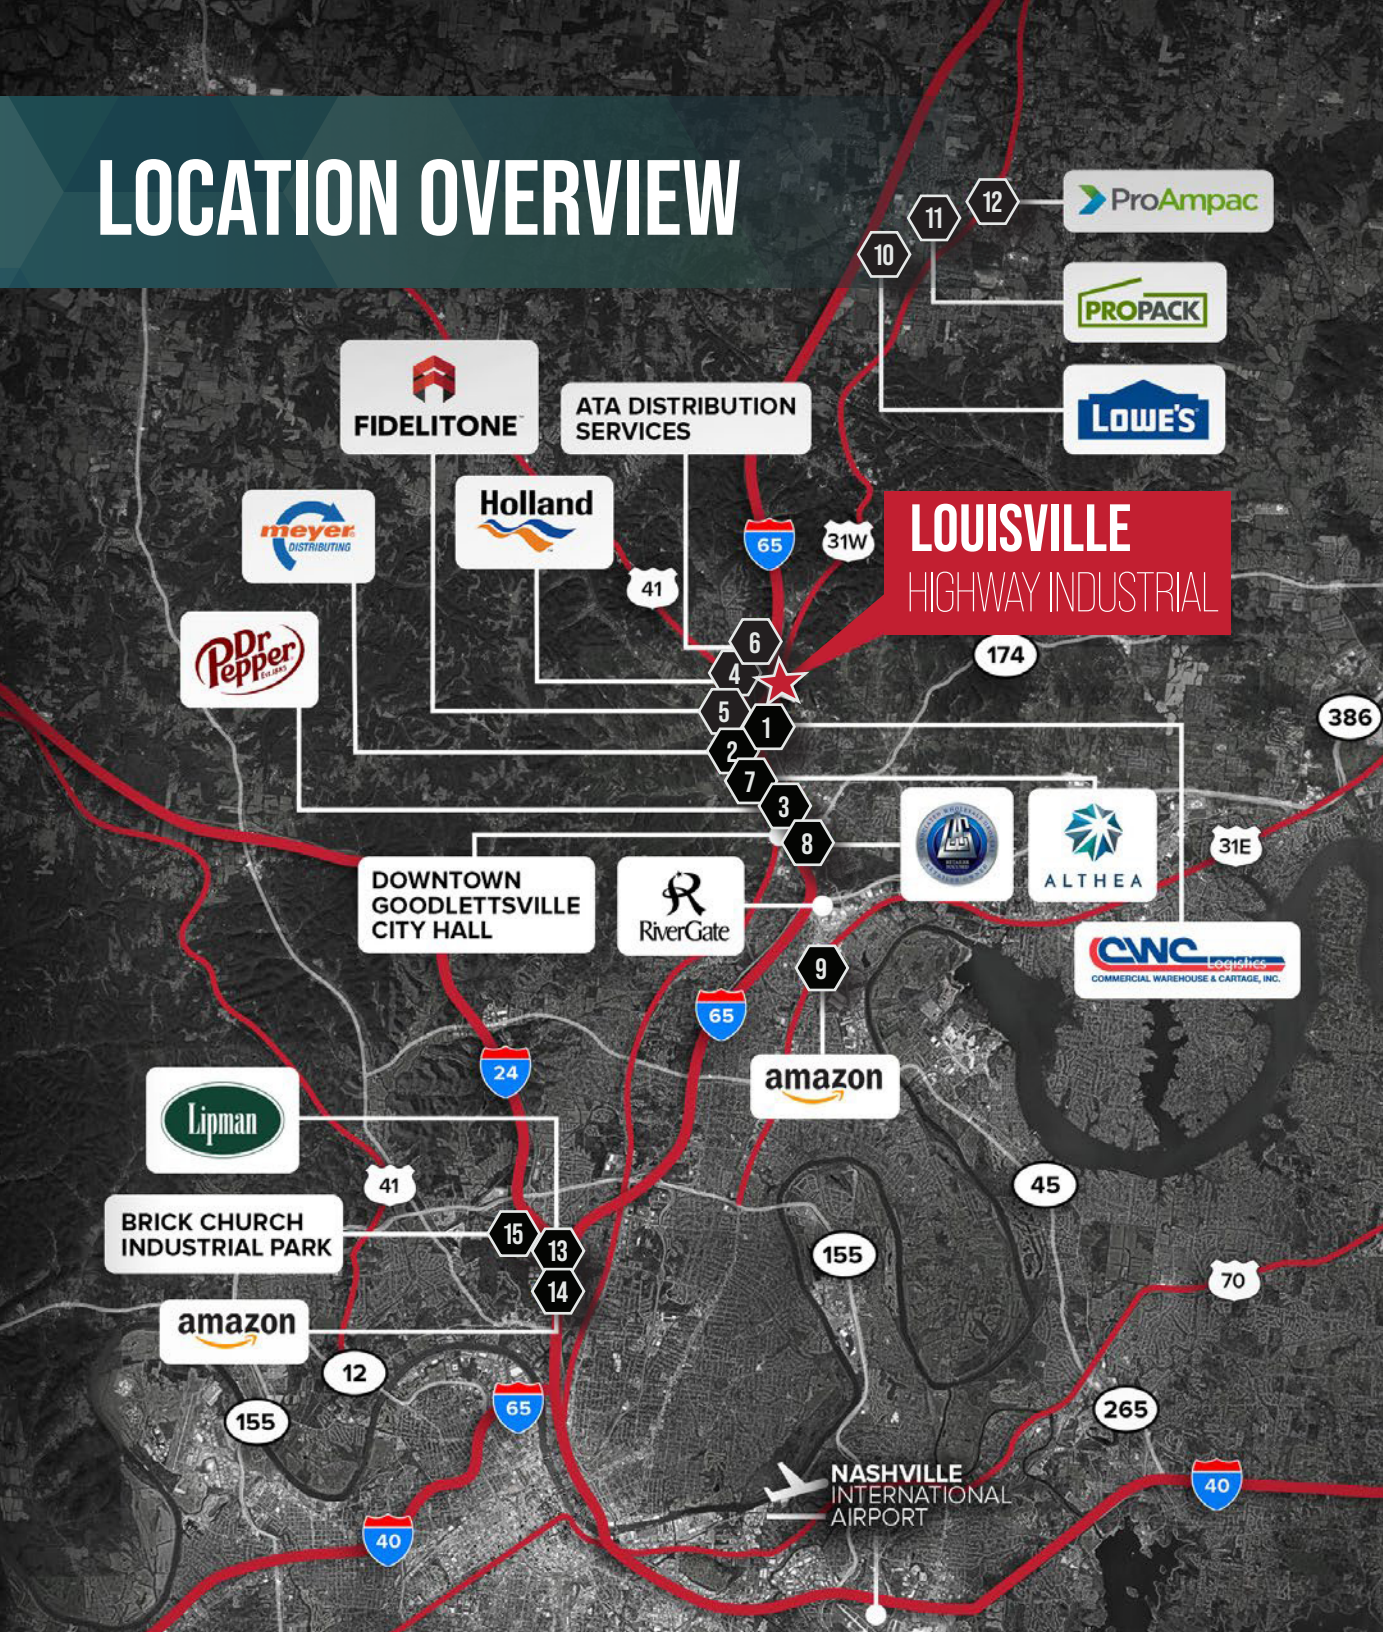 LOCATION OVERVIEW
12
ProAmpac
11
10
PROPACK
LOWE'S
FIDELITONE
ATA DISTRIBUTION
SERVICES
Holland
meyer
DISTRIBUTING
65
31W
LOUISVILLE
HIGHWAY INDUSTRIAL
41
Dr
Pepper
Est. 1885
6
174
4
5
1
386
2
7
3
8
31E
ALTHEA
DOWNTOWN
GOODLETTSVILLE
CITY HALL
R
RiverGate
9
CWC
Logistics
COMMERCIAL WAREHOUSE & CARTAGE, INC.
65
24
amazon
Lipman
41
45
BRICK CHURCH
INDUSTRIAL PARK
15
13
155
14
70
amazon
12
155
65
265
NASHVILLE
INTERNATIONAL
AIRPORT
40
40